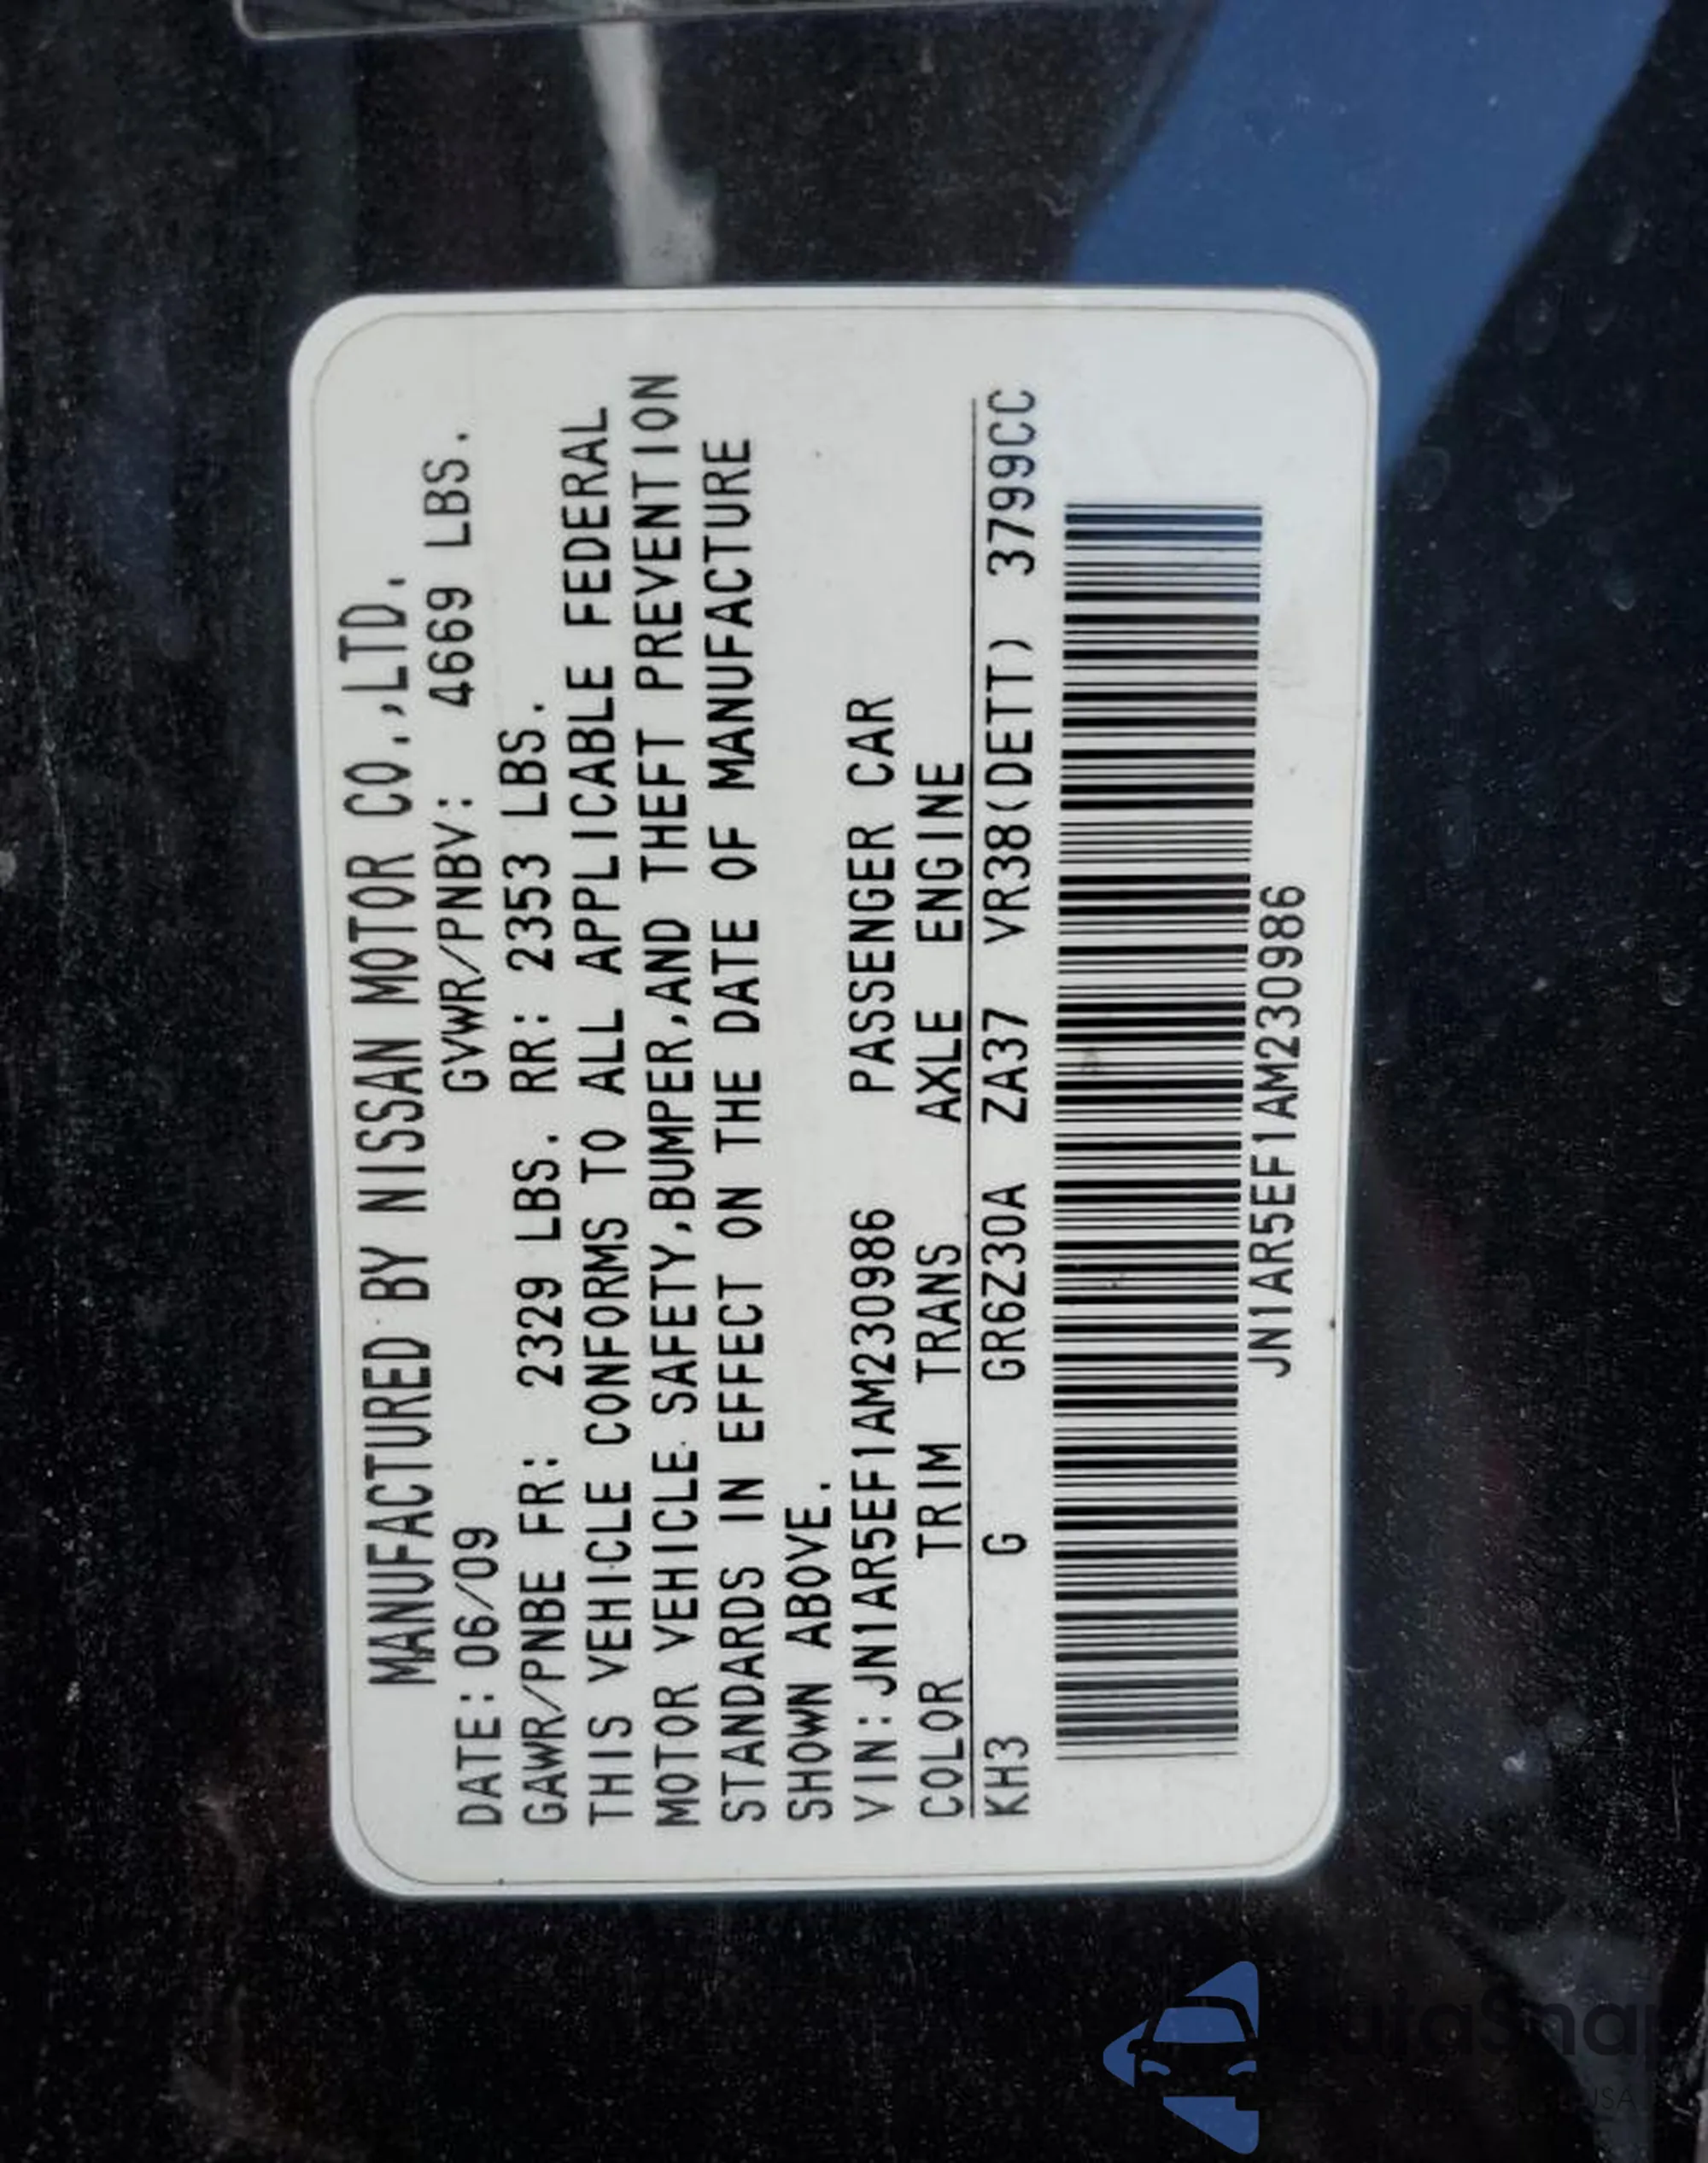 MANUFACTURED BY NISSAN MOTOR CO.,LTD.
DATE: 06/09 GVWR/PNBV: 4669 LBS.
GAWR/PNBE FR: 2329 LBS. RR: 2353 LBS.
THIS VEHICLE CONFORMS TO ALL APPLICABLE FEDERAL
MOTOR VEHICLE SAFETY,BUMPER,AND THEFT PREVENTION
STANDARDS IN EFFECT ON THE DATE OF MANUFACTURE
SHOWN ABOVE.
VIN:JN1AR5EF1AM230986 PASSENGER CAR
COLOR TRIM TRANS AXLE ENGINE
KH3 G GR6Z30A ZA37 VR38(DETT) 3799CC
JN1AR5EF1AM230986
USA